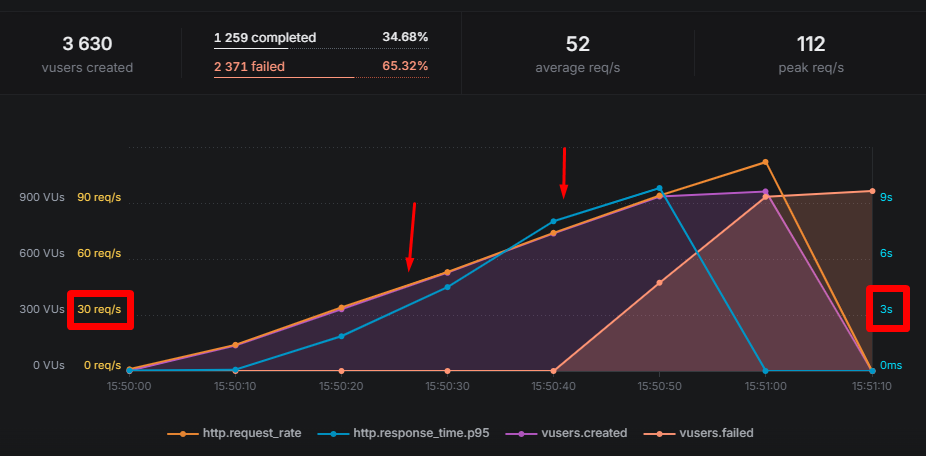 3 630
vusers created
1 259 completed 34.68%
2 371 failed 65.32%
52
average req/s
112
peak req/s
900 VUs 90 req/s 9s
600 VUs 60 req/s 6s
300 VUs 30 req/s 3s
0 VUs 0 req/s 0ms
15:50:00 15:50:10 15:50:20 15:50:30 15:50:40 15:50:50 15:51:00 15:51:10
http.request_rate http.response_time.p95 vusers.created vusers.failed